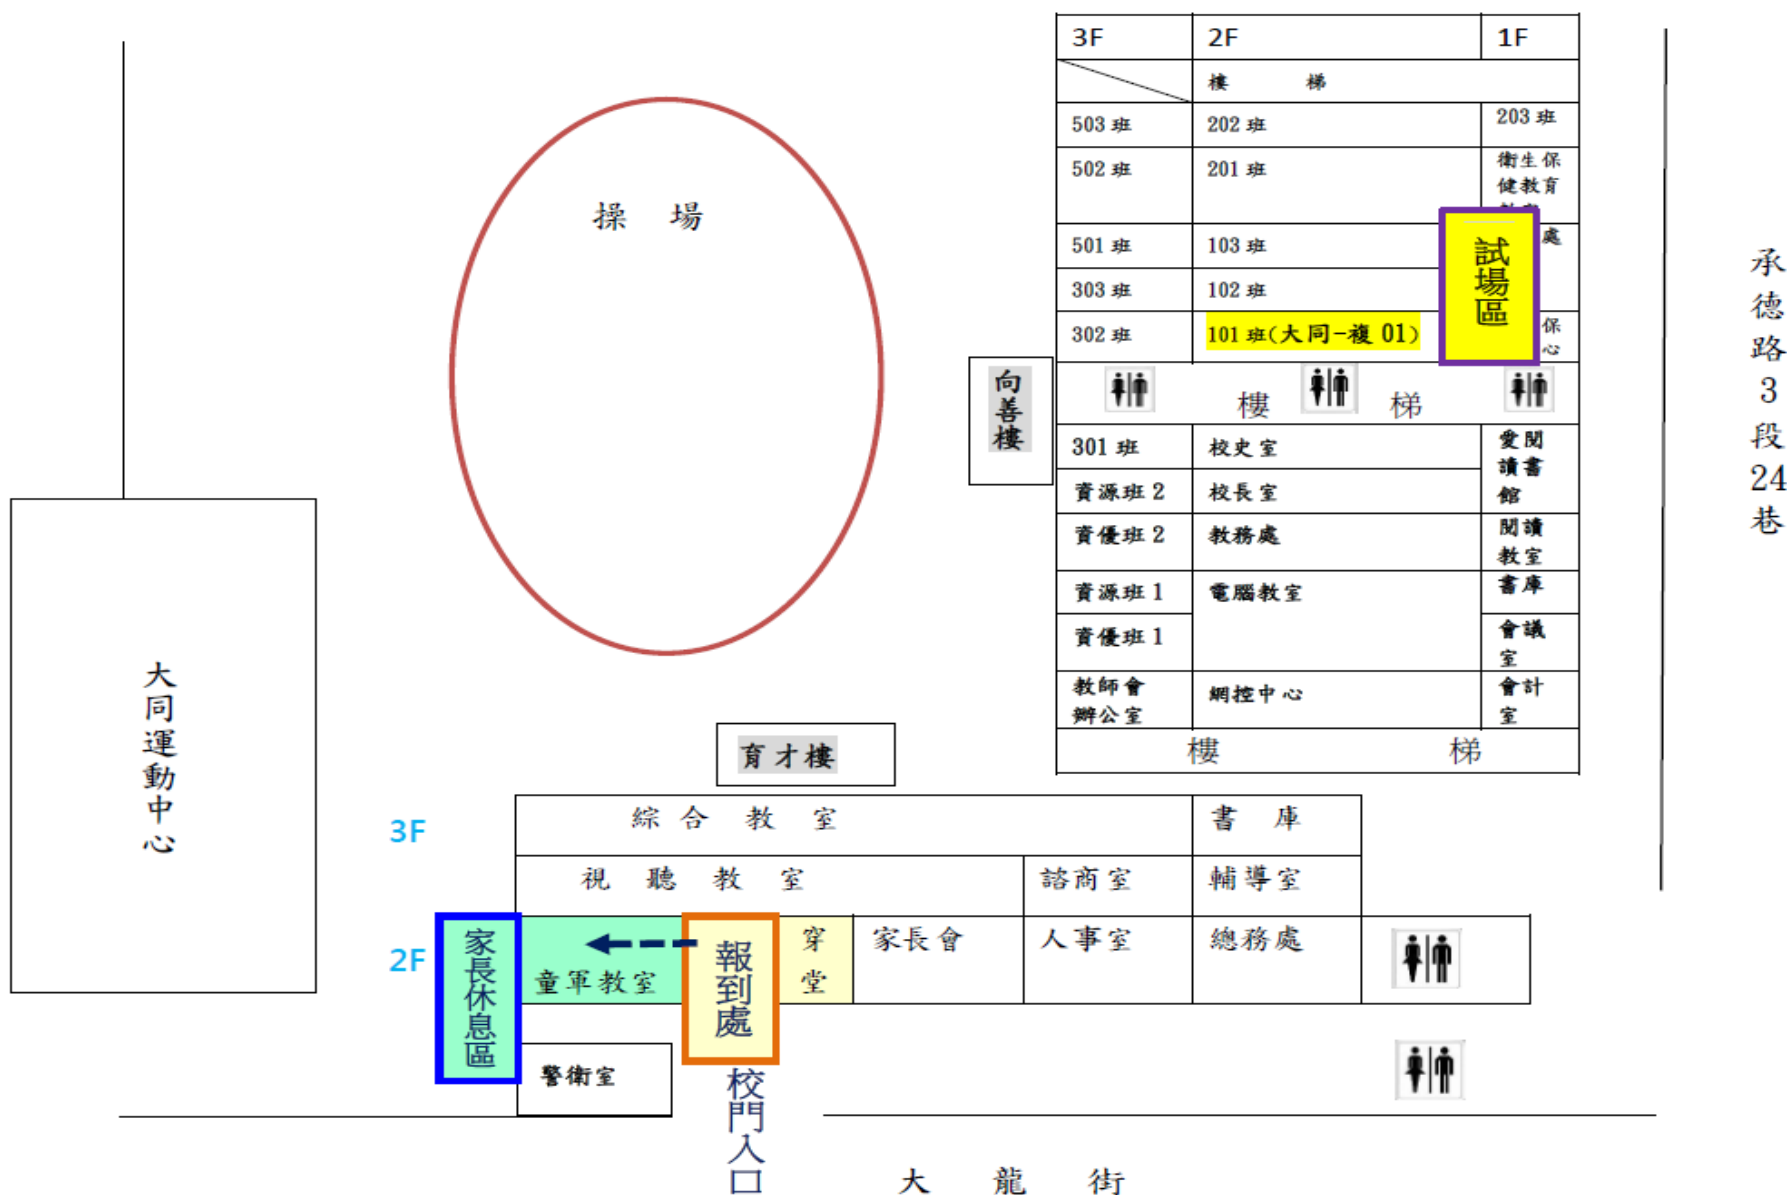 3F 2F 1F
樓 梯
503 班 202 班 203 班
502 班 201 班 衛生保
健教育
501 班 103 班 處
303 班 102 班
302 班 101 班(大同-複 01) 保
心
試場區
樓 梯
301 班 校史室 愛閱
讀書
館
資源班 2 校長室
資優班 2 教務處 閱讀
教室
資源班 1 電腦教室 書庫
資優班 1 會議
室
教師會 網控中心 會計
辦公室 室
樓 梯
向善樓
操 場
承德路3段24巷
大同運動中心
育才樓
3F
綜 合 教 室 書 庫
視 聽 教 室 諮商室 輔導室
2F
家長休息區
童軍教室
報到處
穿
堂
家長會 人事室 總務處
警衛室
校門入口
大 龍 街